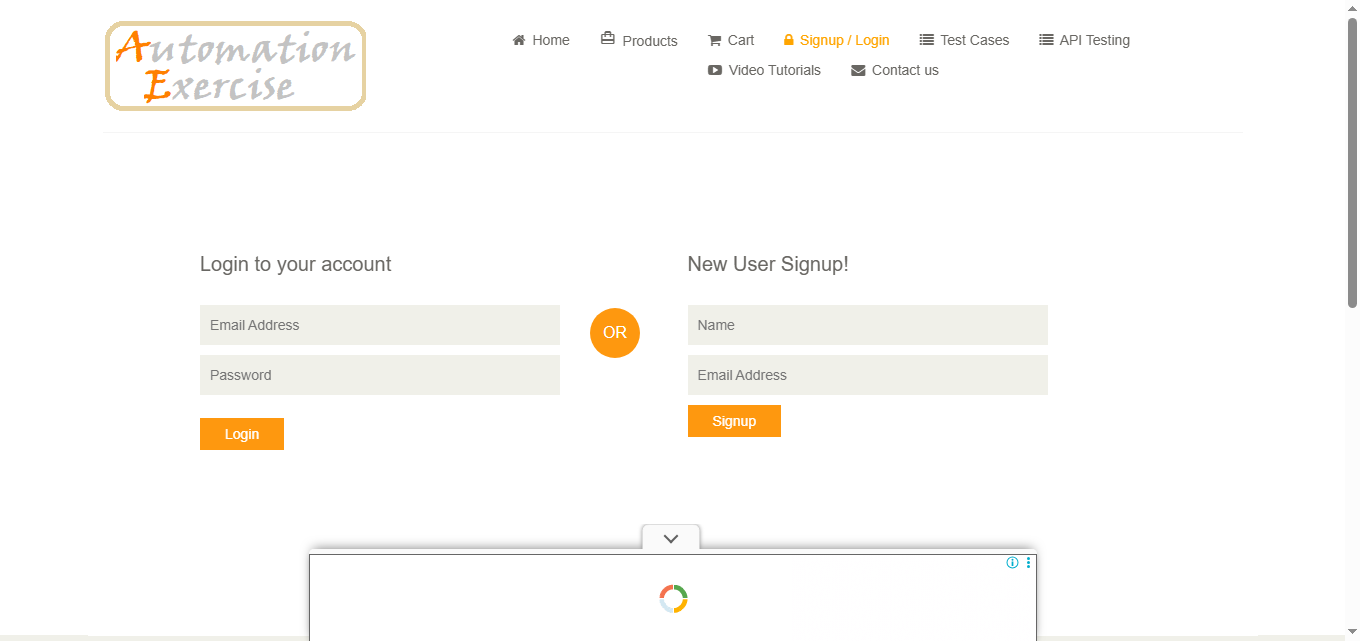 Automation
Exercise
Home
Products
Cart
Signup / Login
Test Cases
API Testing
Video Tutorials
Contact us
Login to your account
Email Address
Password
Login
OR
New User Signup!
Name
Email Address
Signup